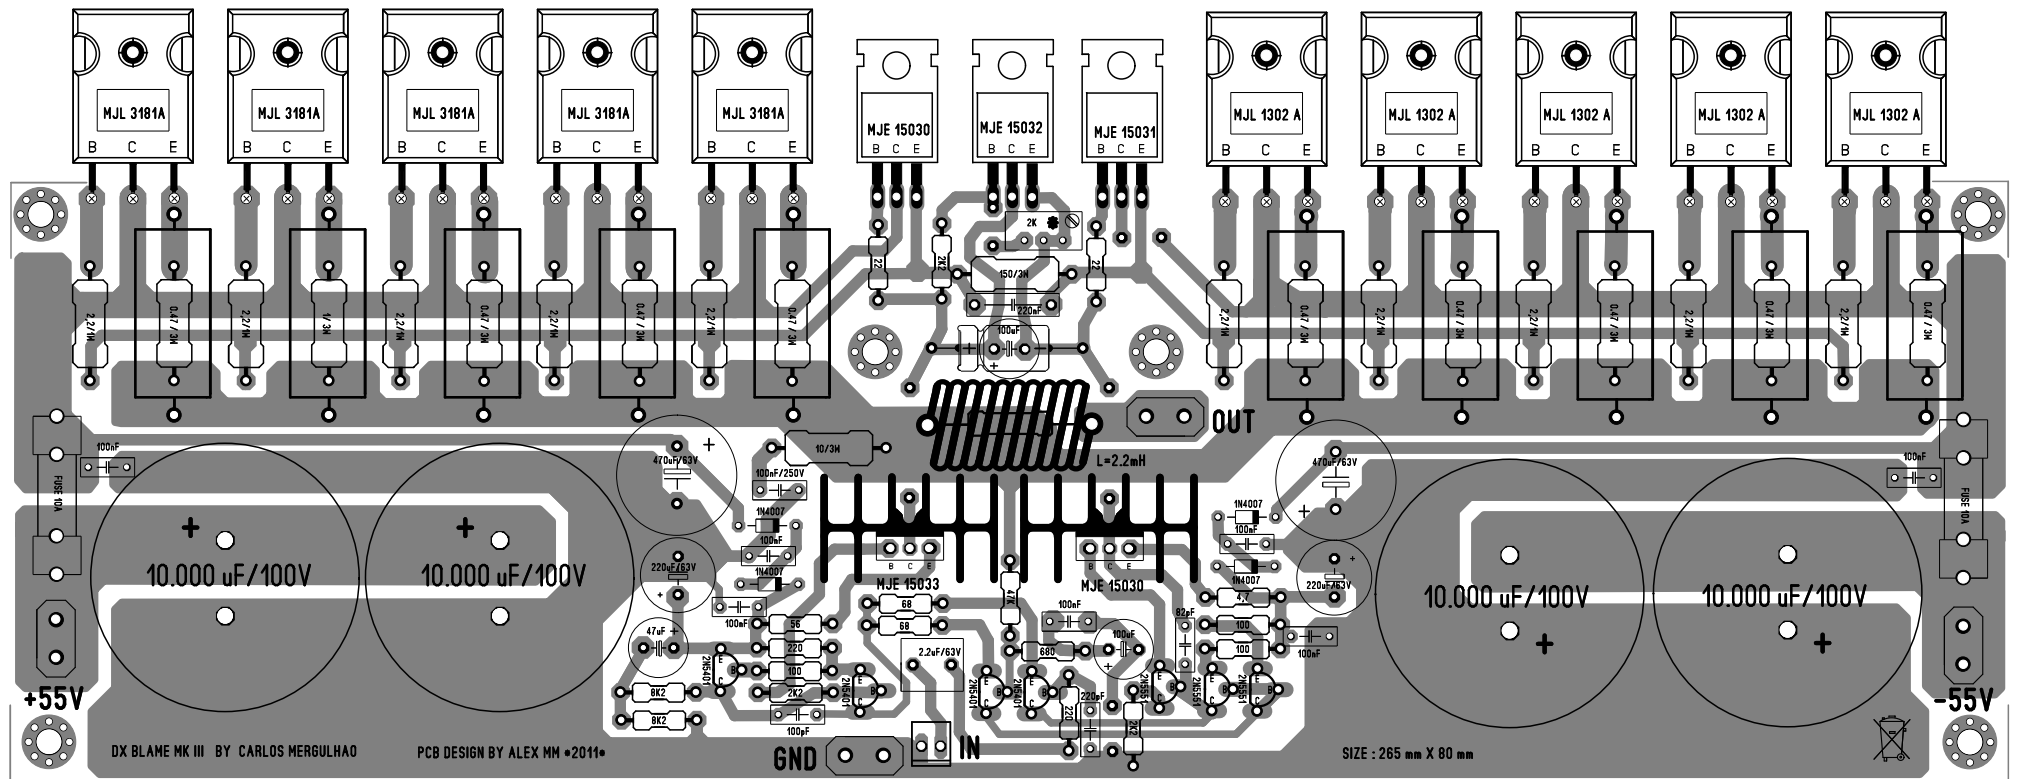 MJL 3181A
B C E
MJL 3181A
B C E
MJL 3181A
B C E
MJL 3181A
B C E
MJL 3181A
B C E
MJE 15030
B C E
MJE 15032
B C E
MJE 15031
B C E
MJL 1302 A
B C E
MJL 1302 A
B C E
MJL 1302 A
B C E
MJL 1302 A
B C E
MJL 1302 A
B C E
2,2/1W
0.47 / 3W
2,2/1W
1/ 3W
2,2/1W
0.47 / 3W
2,2/1W
0.47 / 3W
2,2/1W
0.47 / 3W
22
2K2
2K
150/3W
220nF
100uF
+
22
2,2/1W
0.47 / 3W
2,2/1W
0.47 / 3W
2,2/1W
0.47 / 3W
2,2/1W
0.47 / 3W
2,2/1W
0.47 / 3W
OUT
L=2.2mH
100nF
FUSE 10A
+
10.000 uF/100V
+
10.000 uF/100V
+
470uF/63V
10/3W
100nF/250V
1N4007
100nF
1N4007
100nF
220uF/63V
+
47uF
+
56
220
100
2K2
100pF
8K2
8K2
E B C
2N5401
2N5401
E B C
B C E
MJE 15033
68
68
2.2uF/63V
47K
B C E
MJE 15030
100nF
680
100uF
+
82pF
2N5401
E B C
2N5401
E B C
220
220pF
2K2
2N5551
E B C
2N5551
E B C
2N5551
E B C
470uF/63V
+
1N4007
100nF
1N4007
4,7
100
100
100nF
220uF/63V
+
10.000 uF/100V
+
10.000 uF/100V
+
100nF
FUSE 10A
+55V
-55V
DX BLAME MK III BY CARLOS MERGULHAO
PCB DESIGN BY ALEX MM *2011*
GND
IN
SIZE : 265 mm X 80 mm